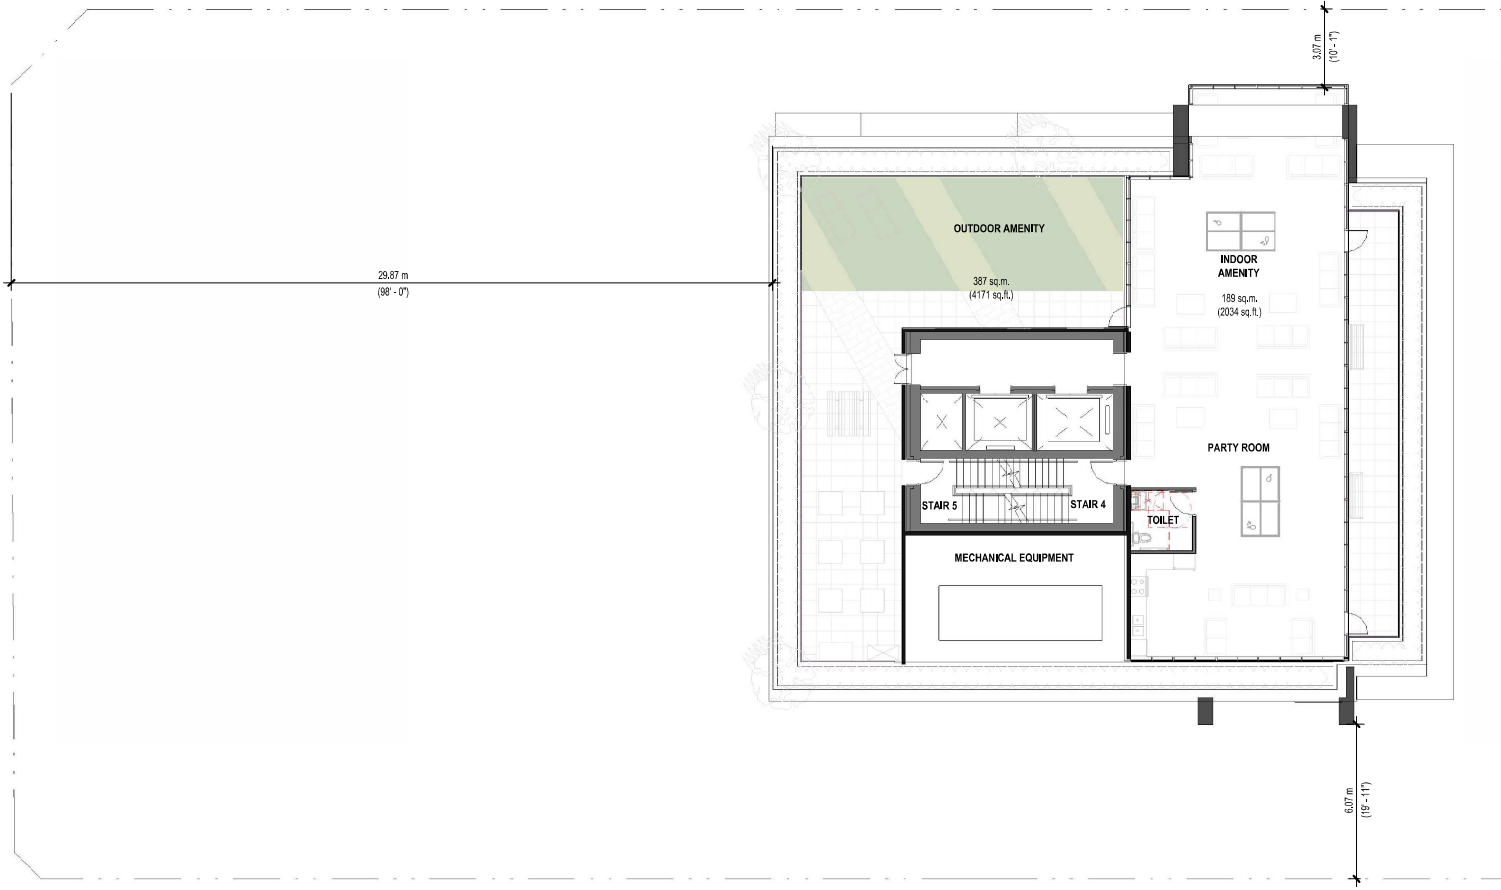 3.07 m
(10' - 1")
OUTDOOR AMENITY
387 sq.m.
(4171 sq.ft.)
29.87 m
(98' - 0")
INDOOR
AMENITY
189 sq.m.
(2034 sq.ft.)
PARTY ROOM
STAIR 5
STAIR 4
TOILET
MECHANICAL EQUIPMENT
6.07 m
(19' - 11")